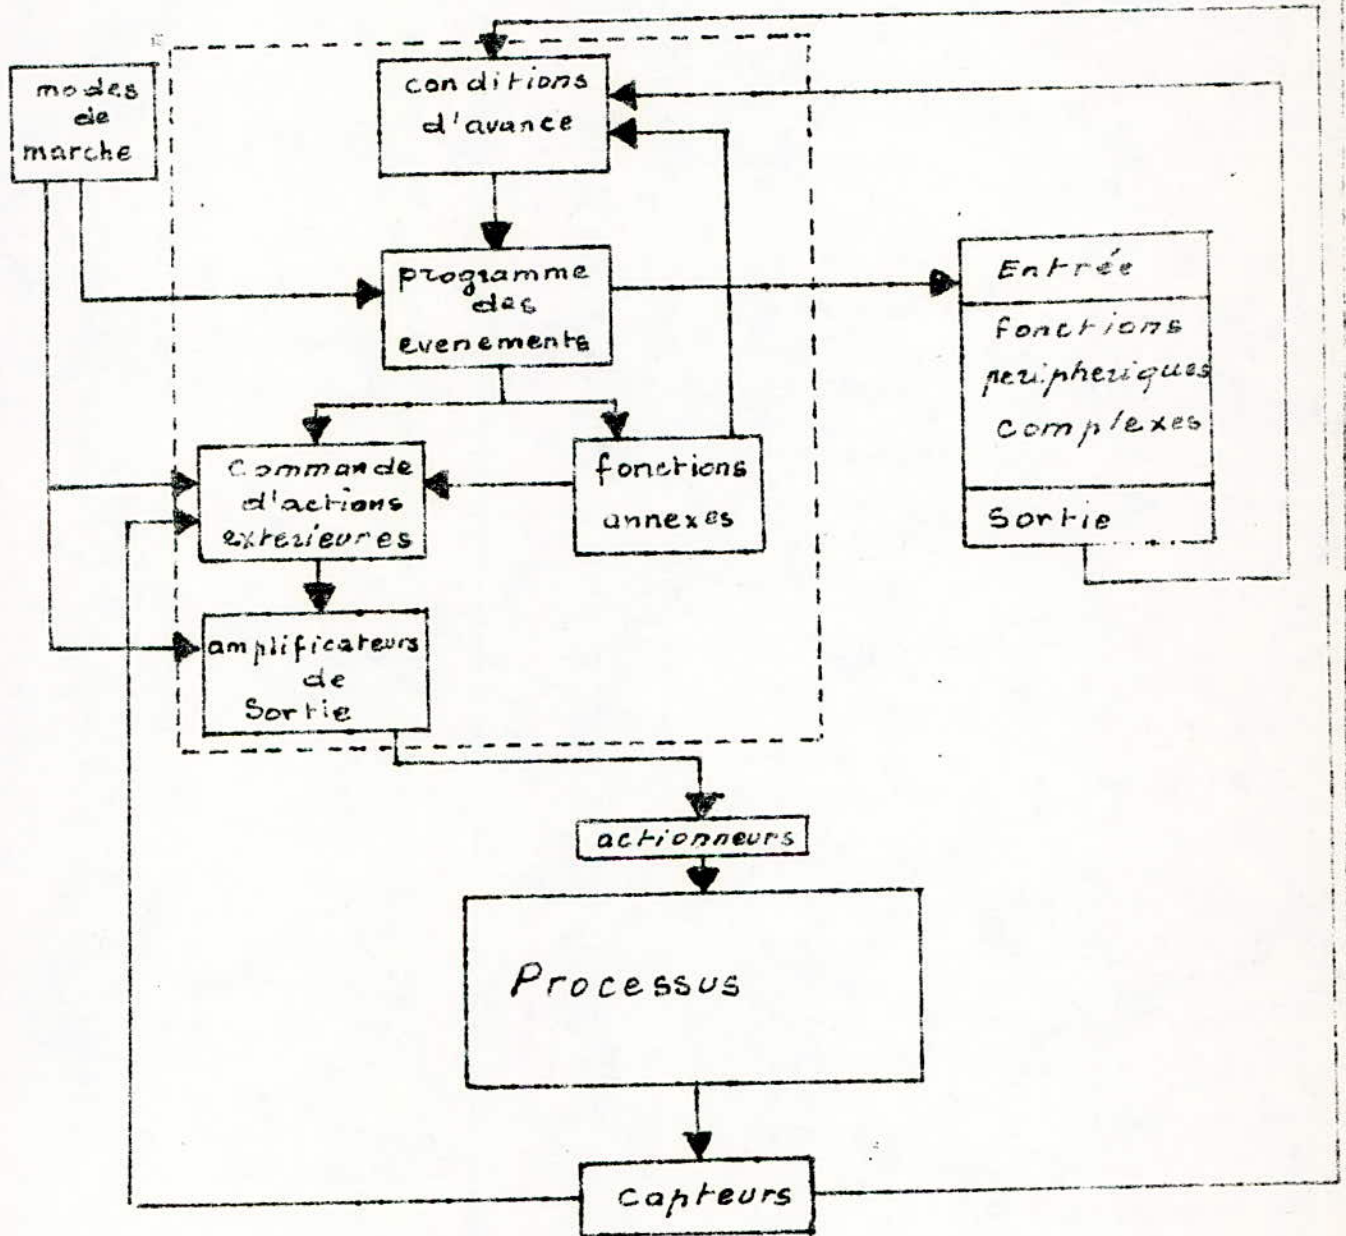 conditions
d'avance
modes
de
marche
programme
des
evenements
Entrée
fonctions
peripheriques
complexes
Sortie
Commande
d'actions
exterieures
fonctions
annexes
amplificateurs
de
Sortie
actionneurs
Processus
Capteurs